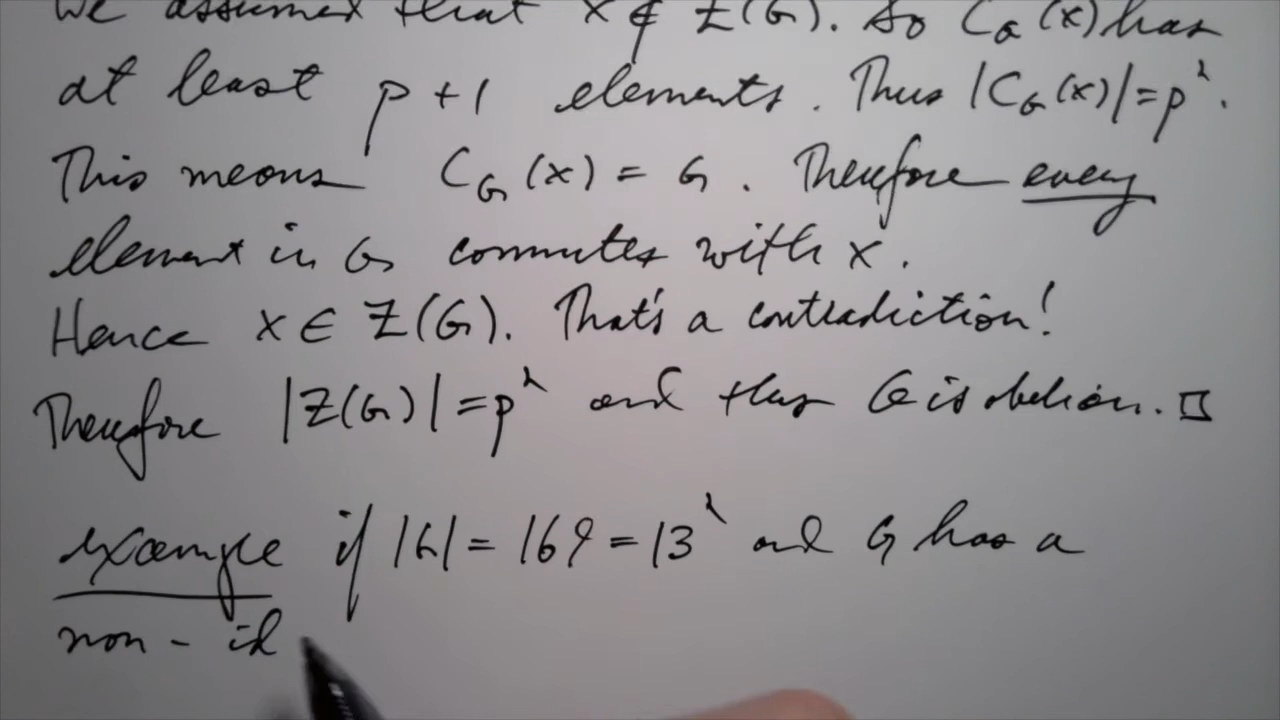 We assumed that x ∉ Z(G). So C_G(x) has
at least p+1 elements. Thus |C_G(x)| = p².
This means C_G(x) = G. Therefore every
element in G commutes with x.
Hence x ∈ Z(G). That's a contradiction!
Therefore |Z(G)| = p² and thus G is abelian. □
example if |G| = 169 = 13² and G has a
non-id